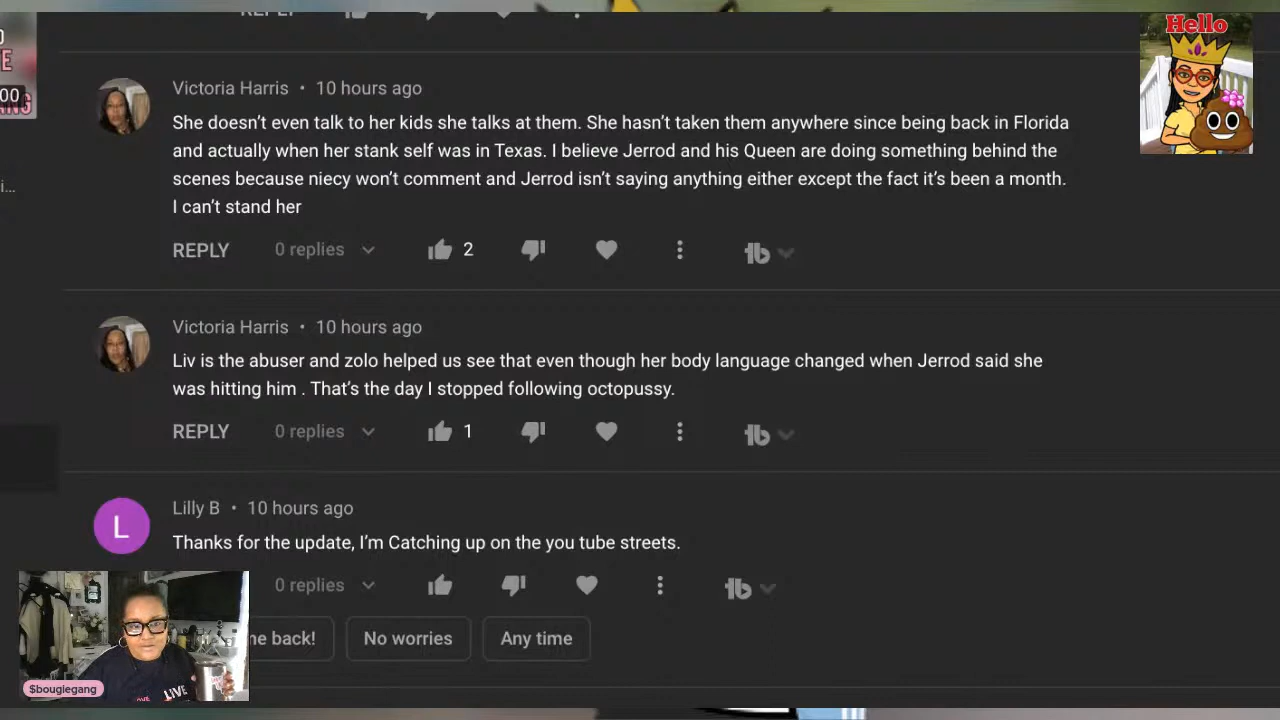 REPLY
Hello
E
00
Victoria Harris • 10 hours ago
She doesn’t even talk to her kids she talks at them. She hasn’t taken them anywhere since being back in Florida
and actually when her stank self was in Texas. I believe Jerrod and his Queen are doing something behind the
scenes because niecy won’t comment and Jerrod isn’t saying anything either except the fact it’s been a month.
I can’t stand her
REPLY 0 replies 2
i...
Victoria Harris • 10 hours ago
Liv is the abuser and zolo helped us see that even though her body language changed when Jerrod said she
was hitting him . That’s the day I stopped following octopussy.
REPLY 0 replies 1
Lilly B • 10 hours ago
L
Thanks for the update, I’m Catching up on the you tube streets.
0 replies
me back!
No worries
Any time
LIVE
$bougiegang